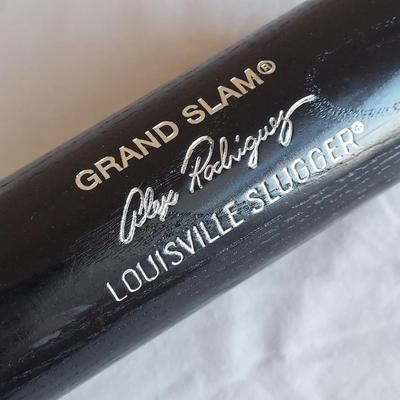 GRAND SLAM®
Alex Rodriguez
LOUISVILLE SLUGGER®